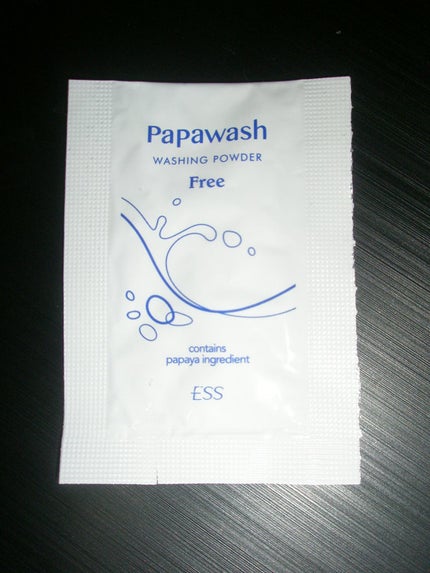 Papawash
WASHING POWDER
Free
contains
papaya ingredient
ESS